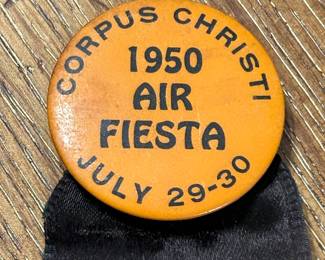 CORPUS CHRISTI
1950
AIR
FIESTA
JULY 29-30